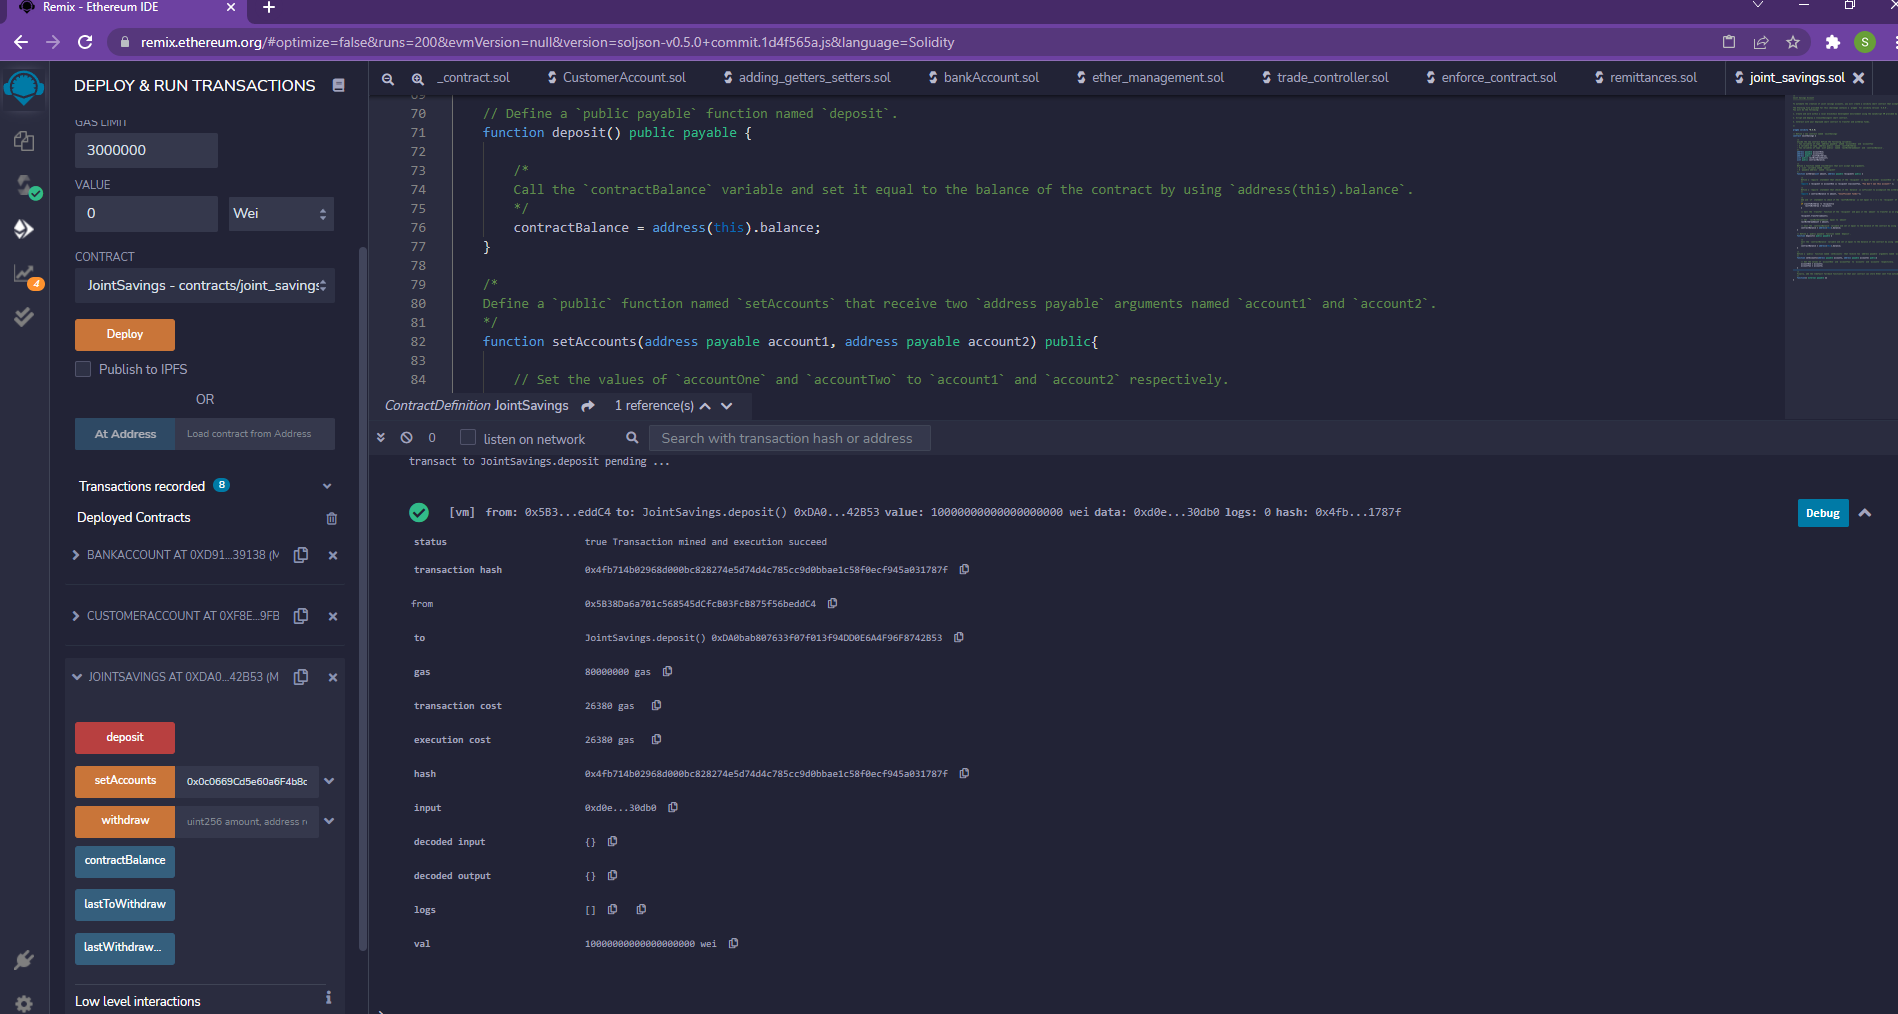 Remix - Ethereum IDE
remix.ethereum.org/#optimize=false&runs=200&evmVersion=null&version=soljson-v0.5.0+commit.1d4f565a.js&language=Solidity
S
DEPLOY & RUN TRANSACTIONS
GAS LIMIT
3000000
VALUE
0
Wei
CONTRACT
JointSavings - contracts/joint_savings
Deploy
Publish to IPFS
OR
At Address
Load contract from Address
Transactions recorded 8
Deployed Contracts
BANKACCOUNT AT 0XD91...39138 (M
CUSTOMERACCOUNT AT 0XF8E...9FB
JOINTSAVINGS AT 0XDA0...42B53 (M
deposit
setAccounts 0x0c0669Cd5e60a6F4b8c
withdraw uint256 amount, address r
contractBalance
lastToWithdraw
lastWithdraw...
Low level interactions
4
_contract.sol CustomerAccount.sol adding_getters_setters.sol bankAccount.sol ether_management.sol trade_controller.sol enforce_contract.sol remittances.sol joint_savings.sol
69
70 // Define a `public payable` function named `deposit`.
71 function deposit() public payable {
72
73 /*
74 Call the `contractBalance` variable and set it equal to the balance of the contract by using `address(this).balance`.
75 */
76 contractBalance = address(this).balance;
77 }
78
79 /*
80 Define a `public` function named `setAccounts` that receive two `address payable` arguments named `account1` and `account2`.
81 */
82 function setAccounts(address payable account1, address payable account2) public{
83
84 // Set the values of `accountOne` and `accountTwo` to `account1` and `account2` respectively.
ContractDefinition JointSavings 1 reference(s)
0 listen on network Search with transaction hash or address
transact to JointSavings.deposit pending ...
[vm] from: 0x5B3...eddC4 to: JointSavings.deposit() 0xDA0...42B53 value: 10000000000000000000 wei data: 0xd0e...30db0 logs: 0 hash: 0x4fb...1787f
Debug
status true Transaction mined and execution succeed
transaction hash 0x4fb714b02968d000bc828274e5d74d4c785cc9d0bbae1c58f0ecf945a031787f
from 0x5B38Da6a701c568545dCfcB03FcB875f56beddC4
to JointSavings.deposit() 0xDA0bab807633f07f013f94DD0E6A4F96F8742B53
gas 80000000 gas
transaction cost 26380 gas
execution cost 26380 gas
hash 0x4fb714b02968d000bc828274e5d74d4c785cc9d0bbae1c58f0ecf945a031787f
input 0xd0e...30db0
decoded input {}
decoded output {}
logs []
val 10000000000000000000 wei